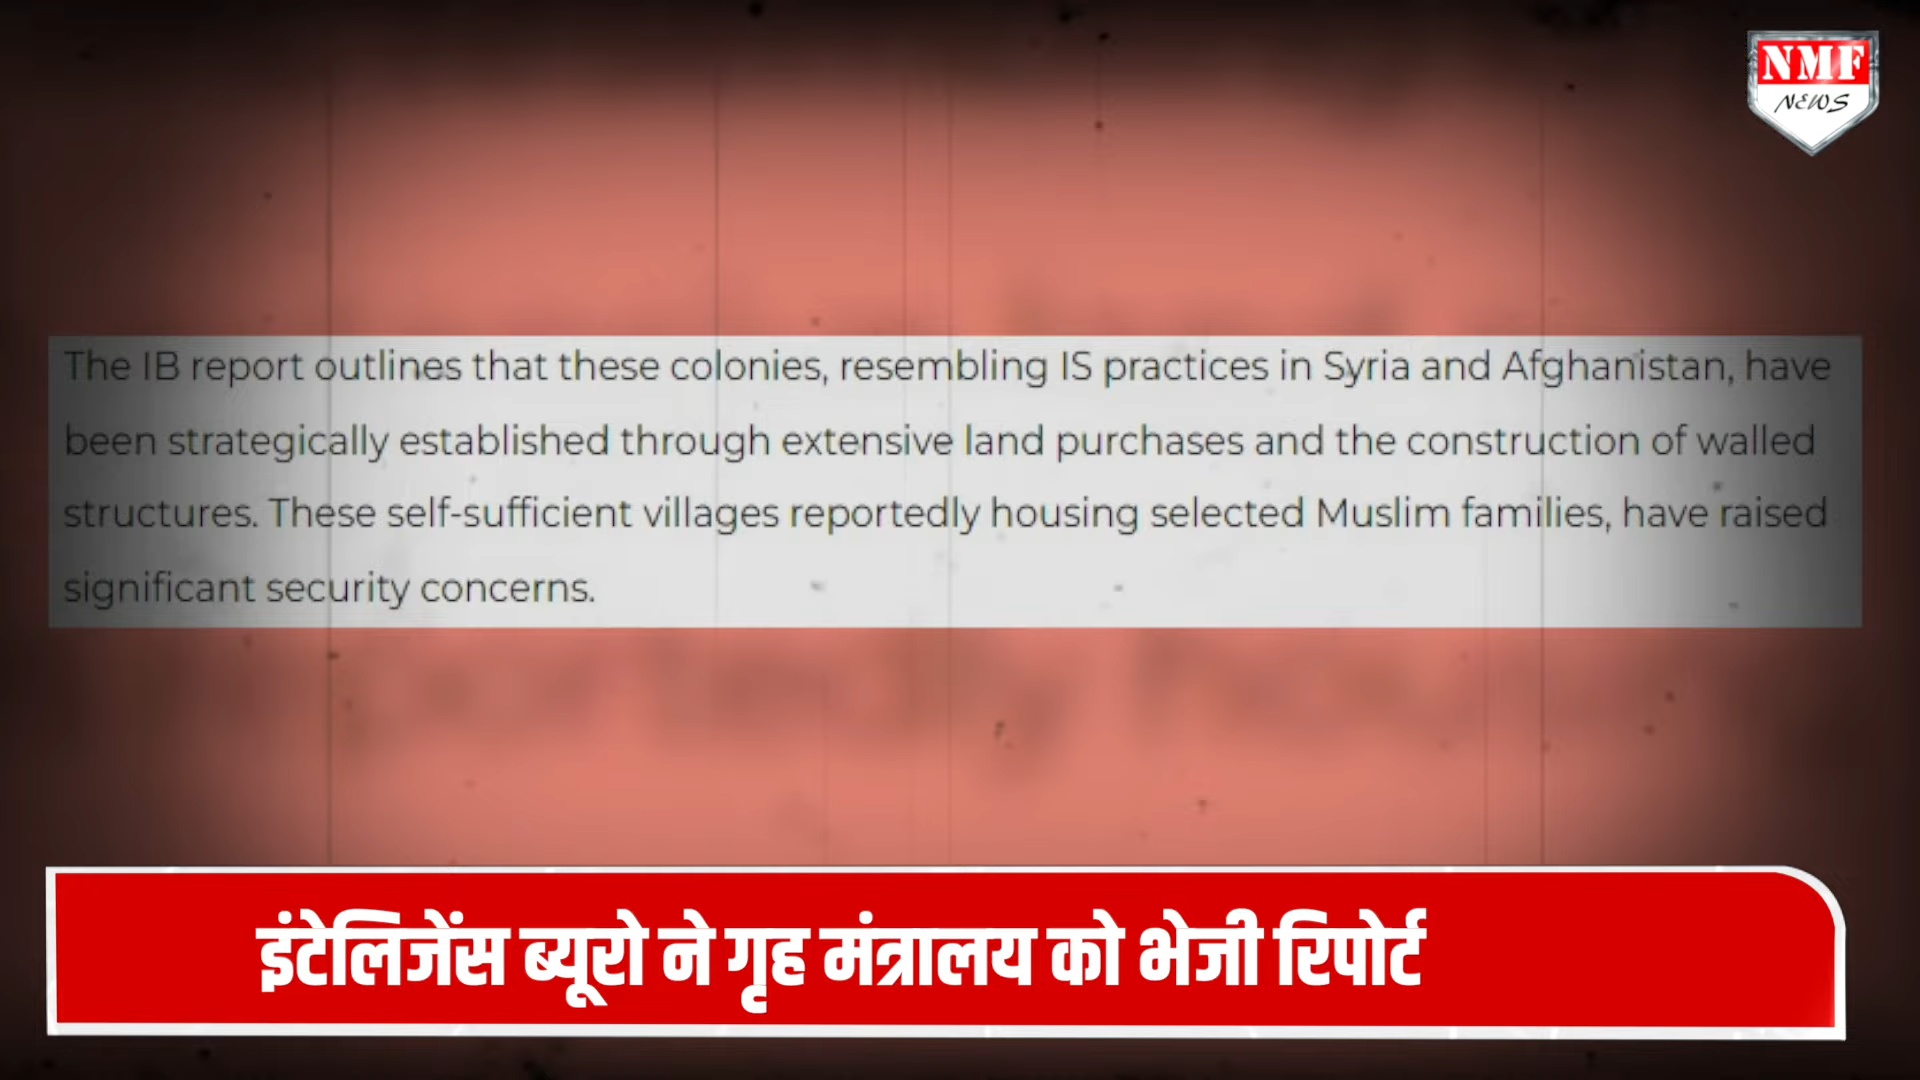 NMF
NEWS
The IB report outlines that these colonies, resembling IS practices in Syria and Afghanistan, have
been strategically established through extensive land purchases and the construction of walled
structures. These self-sufficient villages reportedly housing selected Muslim families, have raised
significant security concerns.
इंटेलिजेंस ब्यूरो ने गृह मंत्रालय को भेजी रिपोर्ट